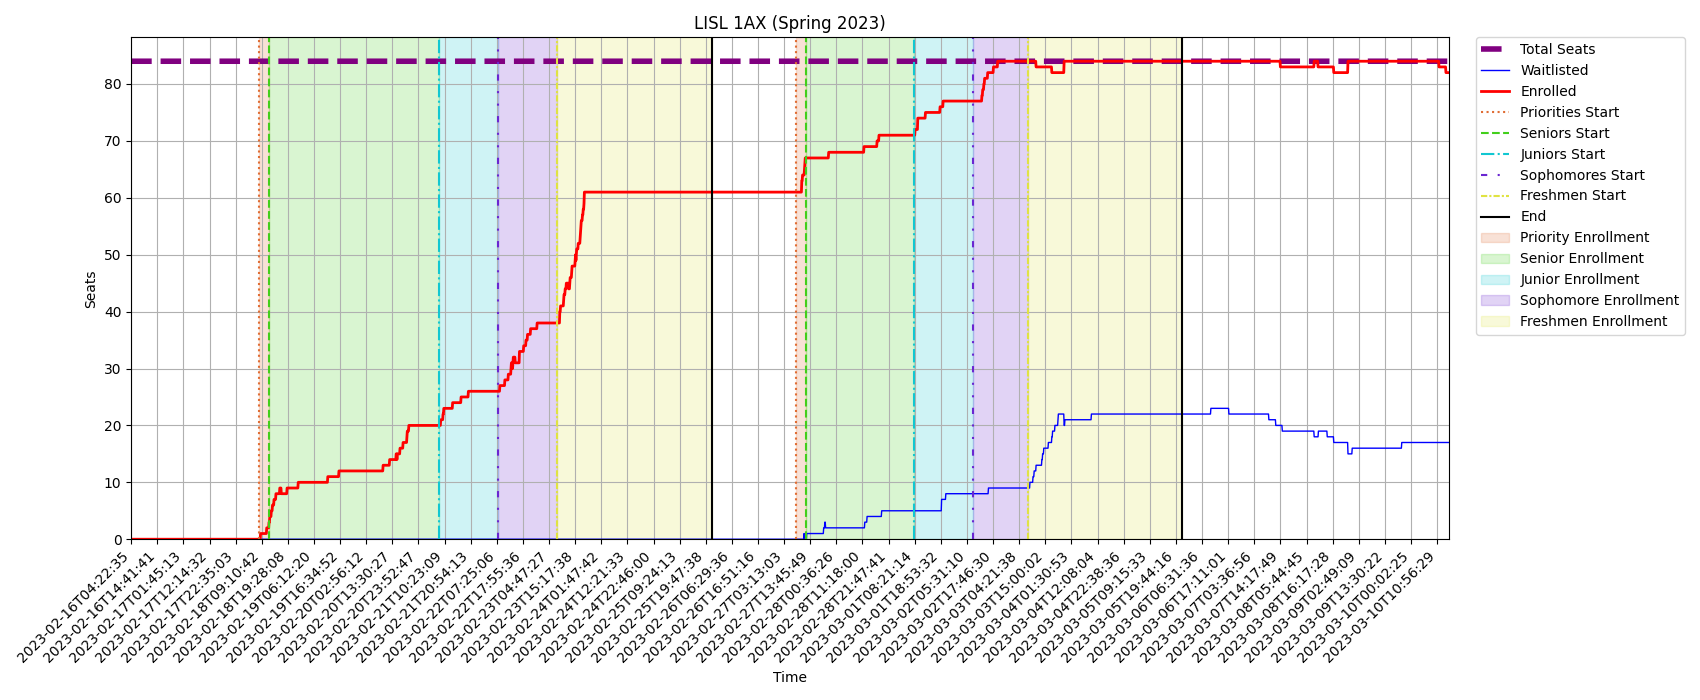 LISL 1AX (Spring 2023)
Seats
80
70
60
50
40
30
20
10
0
2023-02-16T04:22:35
2023-02-16T14:41:41
2023-02-17T01:45:13
2023-02-17T12:14:32
2023-02-17T22:35:03
2023-02-18T09:10:42
2023-02-18T19:28:08
2023-02-19T06:12:20
2023-02-19T16:34:52
2023-02-20T02:56:12
2023-02-20T13:30:27
2023-02-20T23:52:47
2023-02-21T10:23:09
2023-02-21T20:54:13
2023-02-22T07:25:06
2023-02-22T17:55:36
2023-02-23T04:47:27
2023-02-23T15:17:38
2023-02-24T01:47:42
2023-02-24T12:21:33
2023-02-24T22:46:00
2023-02-25T09:24:13
2023-02-25T19:47:38
2023-02-26T06:29:36
2023-02-26T16:51:16
2023-02-27T03:13:03
2023-02-27T13:45:49
2023-02-28T00:36:26
2023-02-28T11:18:00
2023-02-28T21:47:41
2023-03-01T08:21:14
2023-03-01T18:53:32
2023-03-02T05:31:10
2023-03-02T17:46:30
2023-03-03T04:21:38
2023-03-03T15:00:02
2023-03-04T01:30:53
2023-03-04T12:08:04
2023-03-04T22:38:36
2023-03-05T09:15:33
2023-03-05T19:44:16
2023-03-06T06:31:36
2023-03-06T17:11:01
2023-03-07T03:36:56
2023-03-07T14:17:49
2023-03-08T05:44:45
2023-03-08T16:17:28
2023-03-09T02:49:09
2023-03-09T13:30:22
2023-03-10T00:02:25
2023-03-10T10:56:29
Time
Total Seats
Waitlisted
Enrolled
Priorities Start
Seniors Start
Juniors Start
Sophomores Start
Freshmen Start
End
Priority Enrollment
Senior Enrollment
Junior Enrollment
Sophomore Enrollment
Freshmen Enrollment